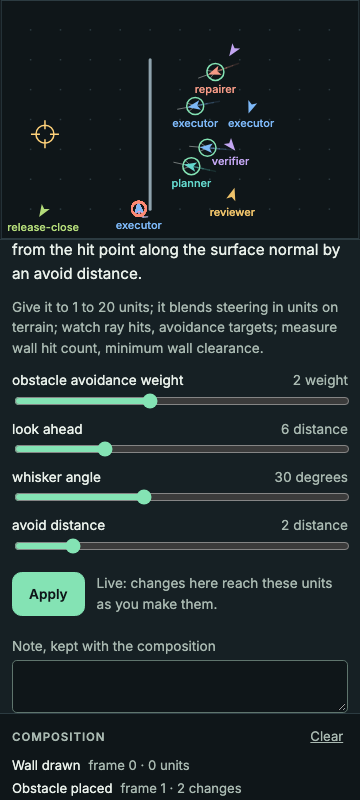 repairer
executor
executor
verifier
planner
reviewer
release-close
executor
from the hit point along the surface normal by
an avoid distance.
Give it to 1 to 20 units; it blends steering in units on
terrain; watch ray hits, avoidance targets; measure
wall hit count, minimum wall clearance.
obstacle avoidance weight 2 weight
look ahead 6 distance
whisker angle 30 degrees
avoid distance 2 distance
Apply
Live: changes here reach these units
as you make them.
Note, kept with the composition
COMPOSITION Clear
Wall drawn frame 0 · 0 units
Obstacle placed frame 1 · 2 changes